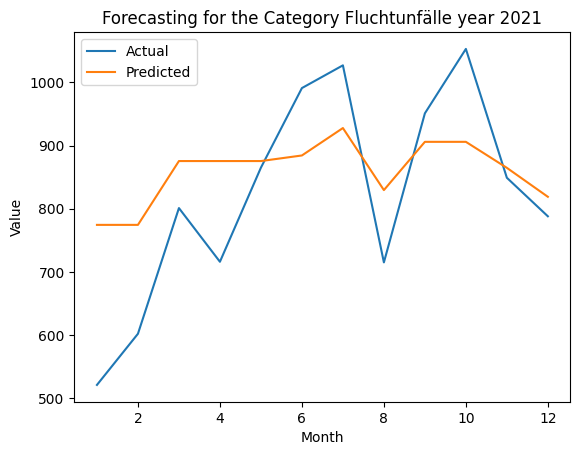 Forecasting for the Category Fluchtunfälle year 2021
Actual
Predicted
1000
900
800
700
600
500
Value
2 4 6 8 10 12
Month